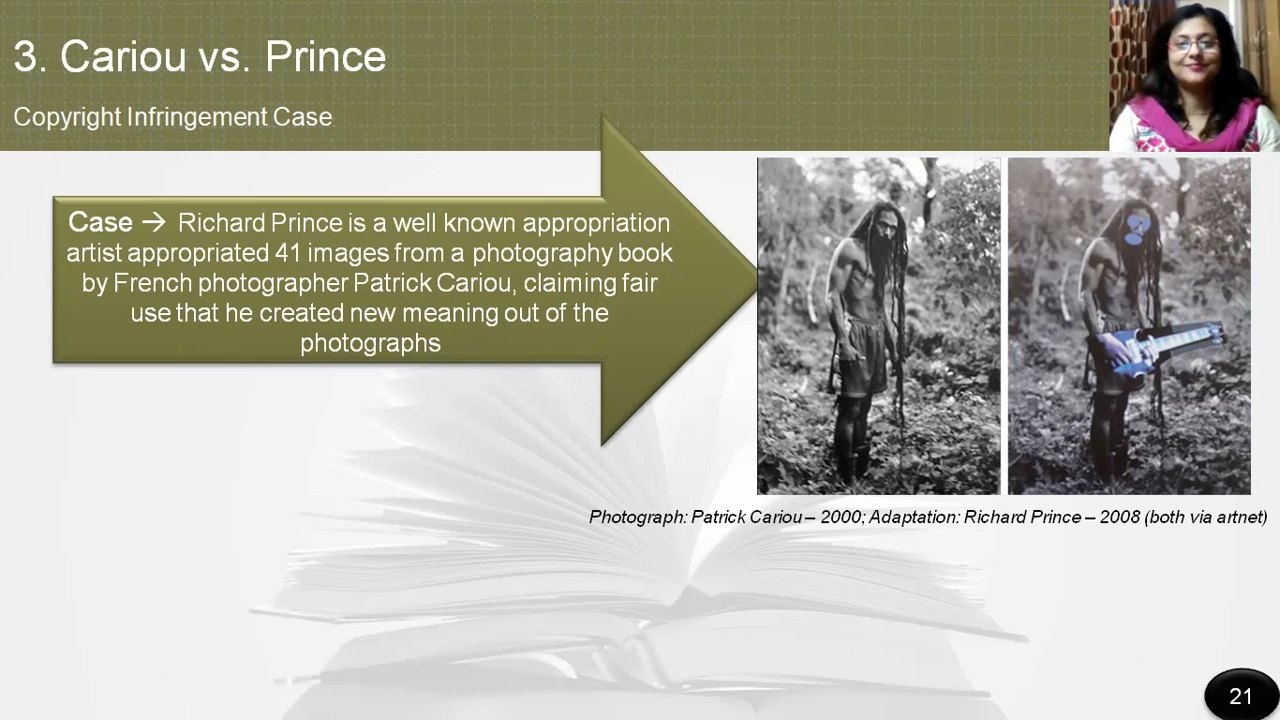 3. Cariou vs. Prince
Copyright Infringement Case
Case → Richard Prince is a well known appropriation
artist appropriated 41 images from a photography book
by French photographer Patrick Cariou, claiming fair
use that he created new meaning out of the
photographs
Photograph: Patrick Cariou – 2000; Adaptation: Richard Prince – 2008 (both via artnet)
21